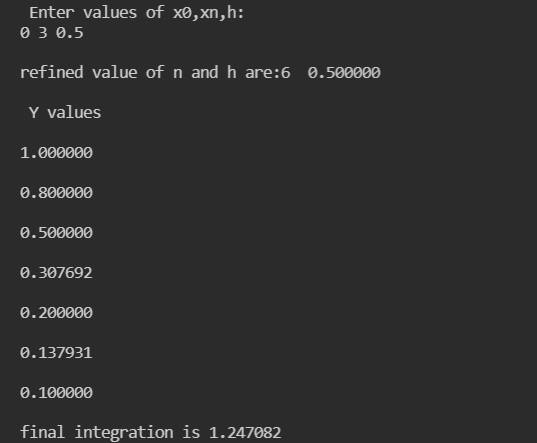 Enter values of x0,xn,h:
0 3 0.5
refined value of n and h are:6  0.500000
Y values
1.000000
0.800000
0.500000
0.307692
0.200000
0.137931
0.100000
final integration is 1.247082